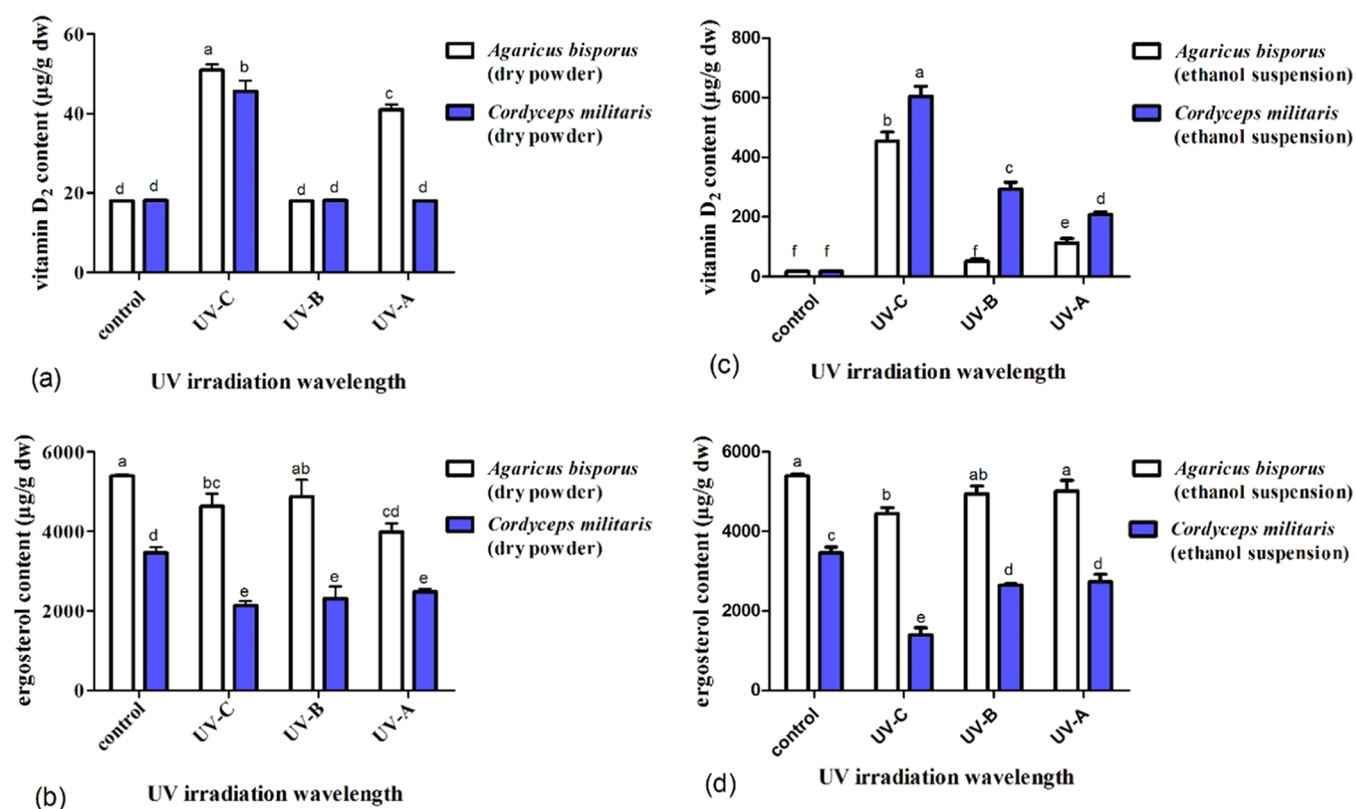 vitamin D2 content (µg/g dw)
60
40
20
0
a
b
c
d
d
d
d
d
control
UV-C
UV-B
UV-A
Agaricus bisporus
(dry powder)
Cordyceps militaris
(dry powder)
(a)
UV irradiation wavelength
vitamin D2 content (µg/g dw)
800
600
400
200
0
f
f
b
a
f
c
e
d
control
UV-C
UV-B
UV-A
Agaricus bisporus
(ethanol suspension)
Cordyceps militaris
(ethanol suspension)
(c)
UV irradiation wavelength
ergosterol content (µg/g dw)
6000
4000
2000
0
a
d
bc
e
ab
e
cd
e
control
UV-C
UV-B
UV-A
Agaricus bisporus
(dry powder)
Cordyceps militaris
(dry powder)
(b)
UV irradiation wavelength
ergosterol content (µg/g dw)
6000
4000
2000
0
a
c
b
e
ab
d
a
d
control
UV-C
UV-B
UV-A
Agaricus bisporus
(ethanol suspension)
Cordyceps militaris
(ethanol suspension)
(d)
UV irradiation wavelength